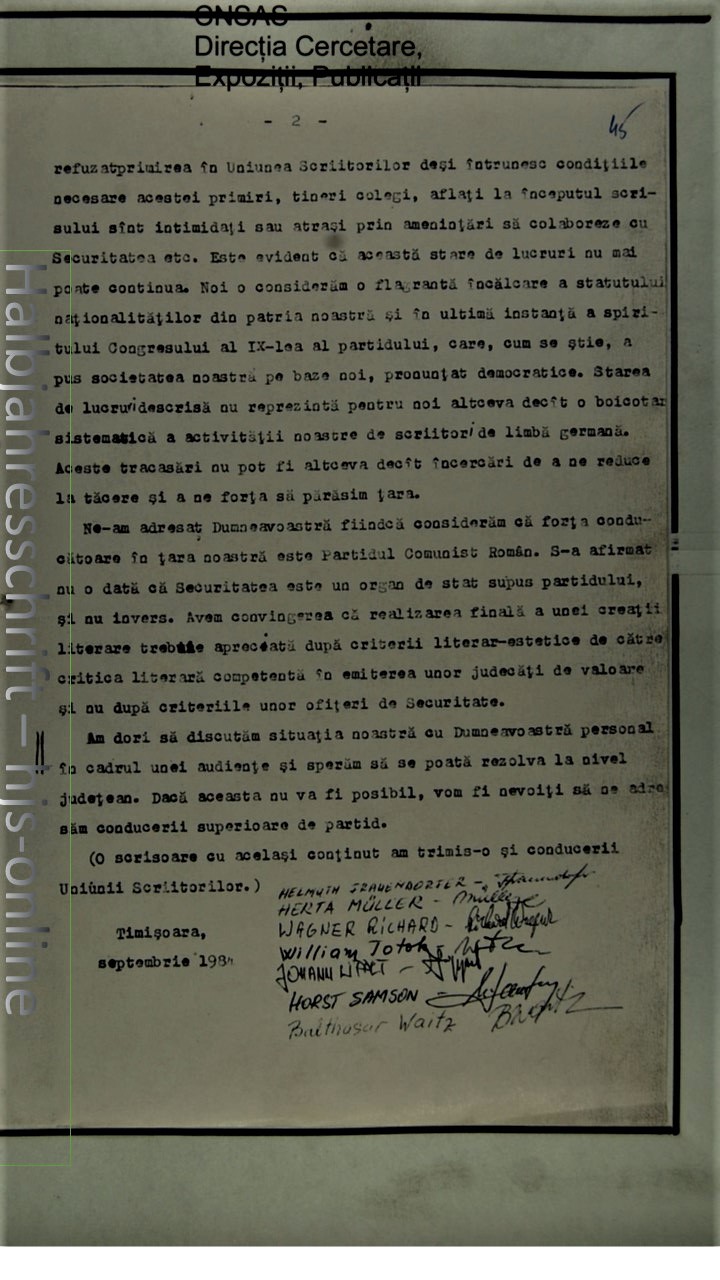 CNSAS
Direcția Cercetare,
Expoziții, Publicații
- 2 -
45
refuzatprimirea în Uniunea Scriitorilor deși întrunesc condițiile
necesare acestei primiri, tineri colegi, aflați la începutul scri-
sului sînt intimidați sau atrași prin amenințări să colaboreze cu
Securitatea etc. Este evident că această stare de lucruri nu mai
poate continua. Noi o considerăm o flagrantă încălcare a statutului
naționalităților din patria noastră și în ultimă instanță a spiri-
tului Congresului al IX-lea al partidului, care, cum se știe, a
pus societatea noastră pe baze noi, pronunțat democratice. Starea
de lucruri descrisă nu reprezintă pentru noi altceva decît o boicotar
sistematică a activității noastre de scriitori de limbă germană.
Aceste tracasări nu pot fi altceva decît încercări de a ne reduce
la tăcere și a ne forța să părăsim țara.
Ne-am adresat Dumneavoastră fiindcă considerăm că forța condu-
cătoare în țara noastră este Partidul Comunist Român. S-a afirmat
nu o dată că Securitatea este un organ de stat supus partidului,
și nu invers. Avem convingerea că realizarea finală a unei creații
literare trebuie apreciată după criterii literar-estetice de către
critica literară competentă în emiterea unor judecăți de valoare
și nu după criteriile unor ofițeri de Securitate.
Am dori să discutăm situația noastră cu Dumneavoastră personal
în cadrul unei audiențe și sperăm să se poată rezolva la nivel
județean. Dacă aceasta nu va fi posibil, vom fi nevoiți să ne adre
săm conducerii superioare de partid.
(O scrisoare cu același conținut am trimis-o și conducerii
Uniunii Scriitorilor.)
HELMUTH FRAUENDORFER -
HERTA MÜLLER - Müller
WAGNER RICHARD - Richard Wagner
William Totok
JOHANN LIPPET -
HORST SAMSON -
Balthasar Waitz
Timișoara,
septembrie 1984
Halbjahresschrift – hjs-online